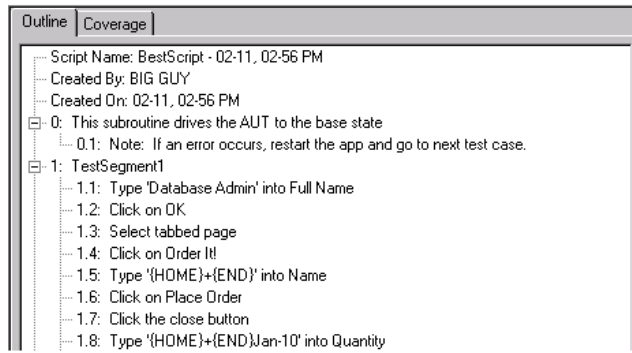 Outline Coverage
Script Name: BestScript - 02-11, 02-56 PM
Created By: BIG GUY
Created On: 02-11, 02-56 PM
0: This subroutine drives the AUT to the base state
0.1: Note: If an error occurs, restart the app and go to next test case.
1: TestSegment1
1.1: Type 'Database Admin' into Full Name
1.2: Click on OK
1.3: Select tabbed page
1.4: Click on Order It!
1.5: Type '{HOME}+{END}' into Name
1.6: Click on Place Order
1.7: Click the close button
1.8: Type '{HOME}+{END}Jan-10' into Quantity